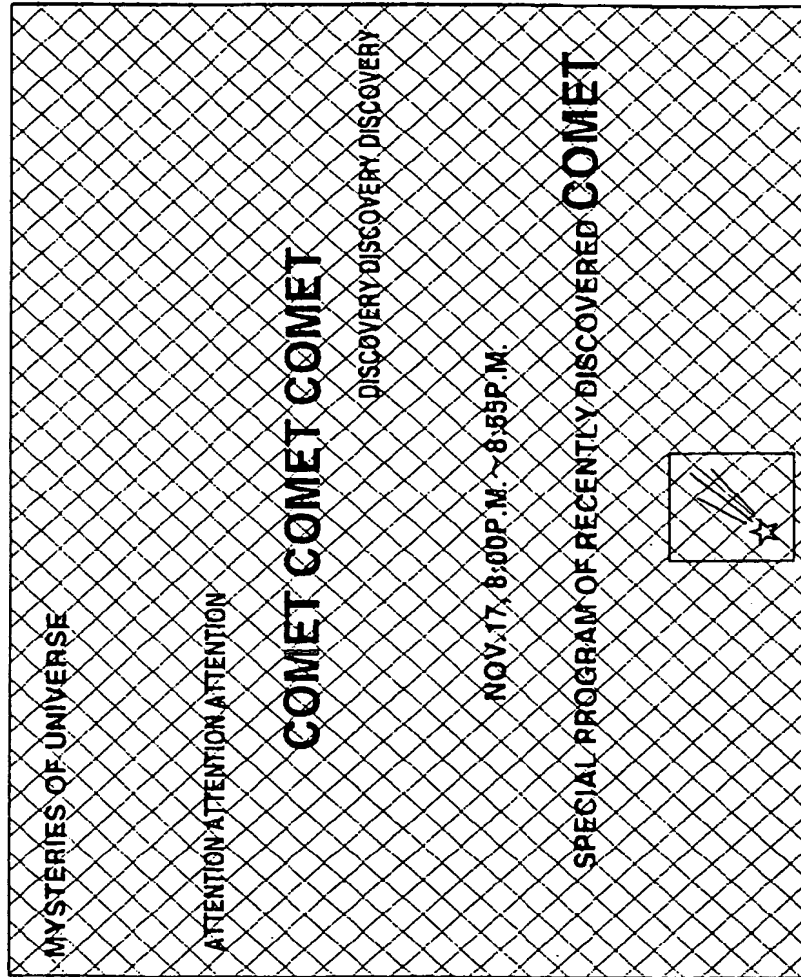 MYSTERIES OF UNIVERSE
ATTENTION ATTENTION ATTENTION
COMET COMET COMET
DISCOVERY DISCOVERY DISCOVERY
NOV. 17, 8:00P.M.~8:55P.M.
SPECIAL PROGRAM OF RECENTLY DISCOVERED COMET